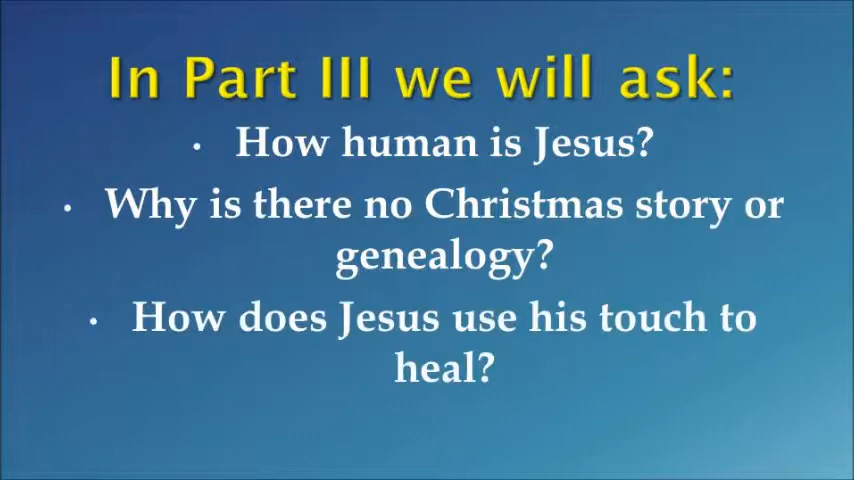 In Part III we will ask:
• How human is Jesus?
• Why is there no Christmas story or
genealogy?
• How does Jesus use his touch to
heal?